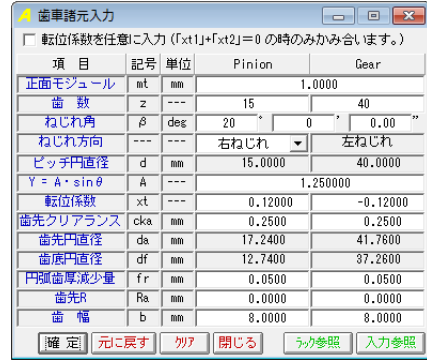 歯車諸元入力
転位係数を任意に入力 (「xt1」+「xt2」＝0 の時のみかみ合います。)
項 目 記号 単位 Pinion Gear
正面モジュール mt mm 1.0000
歯 数 z --- 15 40
ねじれ角 β deg 20 ° 0 ' 0.00 ”
ねじれ方向 --- --- 右ねじれ 左ねじれ
ピッチ円直径 d mm 15.0000 40.0000
Y = A・sinθ A --- 1.250000
転位係数 xt --- 0.12000 -0.12000
歯先クリアランス cka mm 0.2500 0.2500
歯先円直径 da mm 17.2400 41.7600
歯底円直径 df mm 12.7400 37.2600
円弧歯厚減少量 fr mm 0.0500 0.0500
歯先R Ra mm 0.0000 0.0000
歯 幅 b mm 8.0000 8.0000
確 定 元に戻す クリア 閉じる ラック参照 入力参照